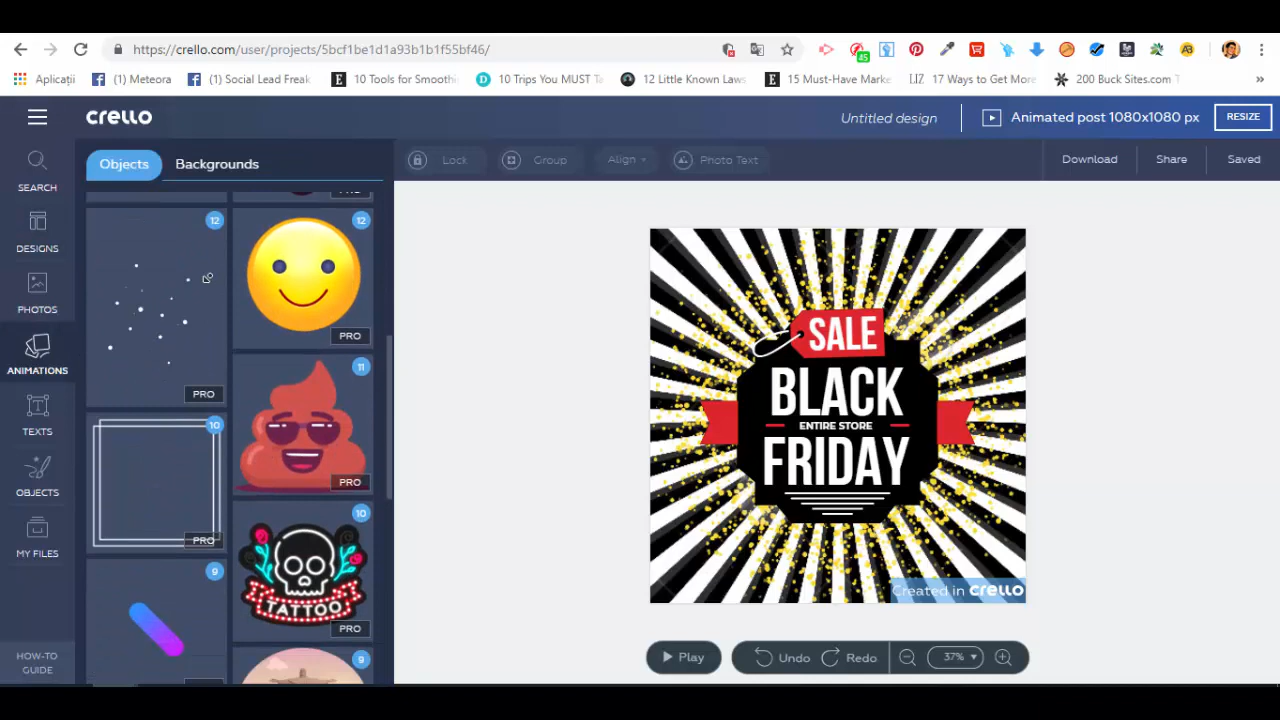 https://crello.com/user/projects/5bcf1be1d1a93b1b1f55bf46/
45
Aplicații
(1) Meteora
(1) Social Lead Freak
10 Tools for Smoothi
10 Trips You MUST Ta
12 Little Known Laws
15 Must-Have Marke
17 Ways to Get More
200 Buck Sites.com T
»
crello
Untitled design
Animated post 1080x1080 px
RESIZE
Objects
Backgrounds
Lock
Group
Align
Photo Text
Download
Share
Saved
SEARCH
DESIGNS
PHOTOS
ANIMATIONS
TEXTS
OBJECTS
MY FILES
HOW-TO
GUIDE
12
PRO
12
PRO
11
PRO
10
PRO
10
TATTOO
PRO
9
9
SALE
BLACK
ENTIRE STORE
FRIDAY
Created in crello
Play
Undo
Redo
37%